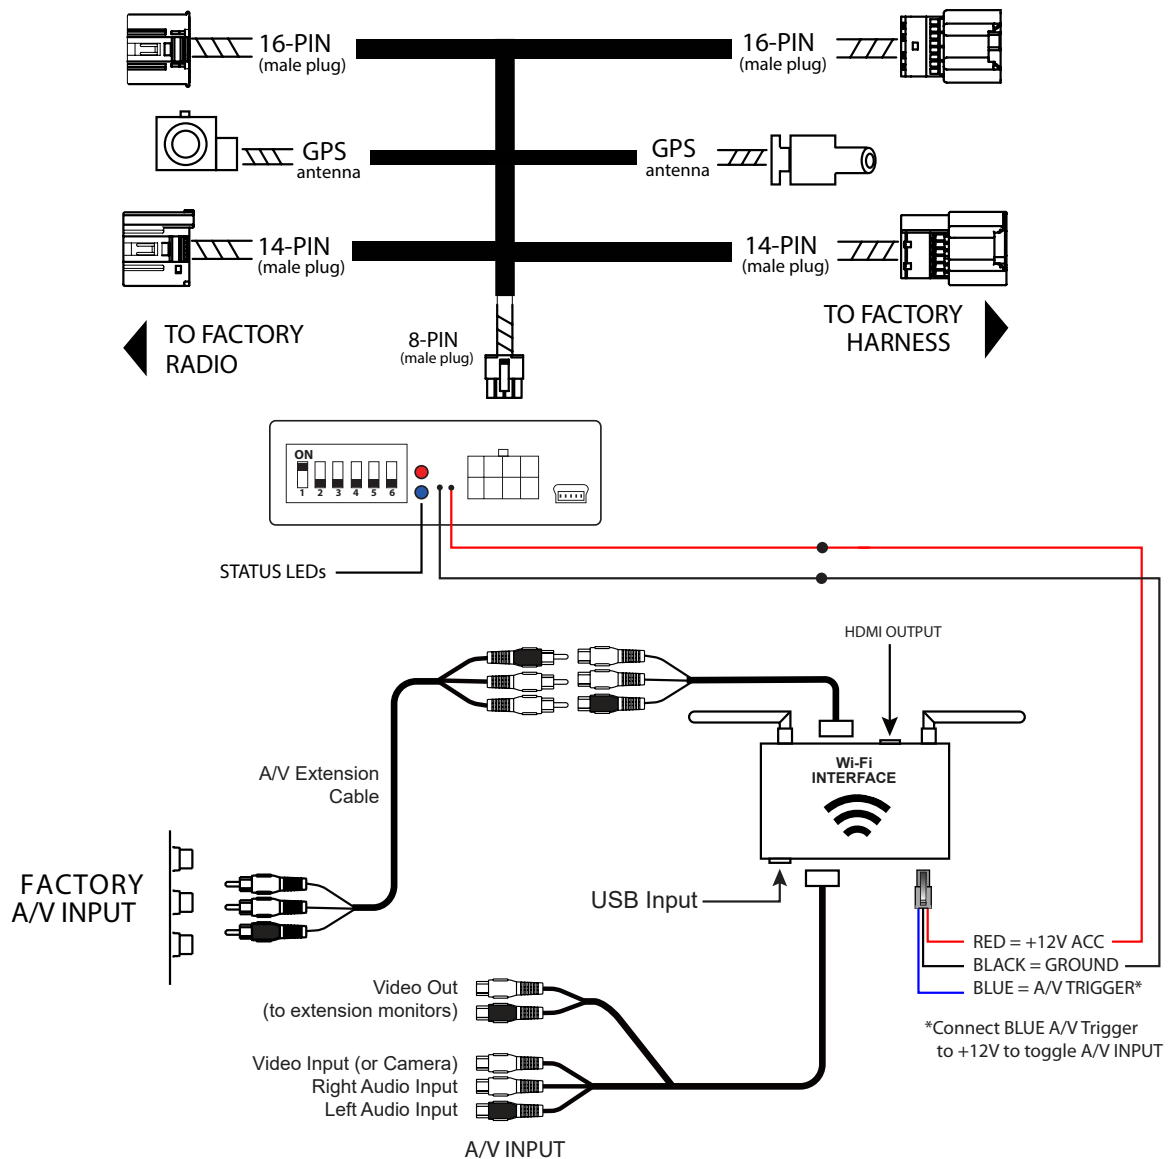 16-PIN
(male plug)
16-PIN
(male plug)
GPS
antenna
GPS
antenna
14-PIN
(male plug)
14-PIN
(male plug)
TO FACTORY
RADIO
8-PIN
(male plug)
TO FACTORY
HARNESS
ON
1 2 3 4 5 6
STATUS LEDs
HDMI OUTPUT
A/V Extension
Cable
Wi-Fi
INTERFACE
FACTORY
A/V INPUT
USB Input
RED = +12V ACC
BLACK = GROUND
BLUE = A/V TRIGGER*
*Connect BLUE A/V Trigger
to +12V to toggle A/V INPUT
Video Out
(to extension monitors)
Video Input (or Camera)
Right Audio Input
Left Audio Input
A/V INPUT